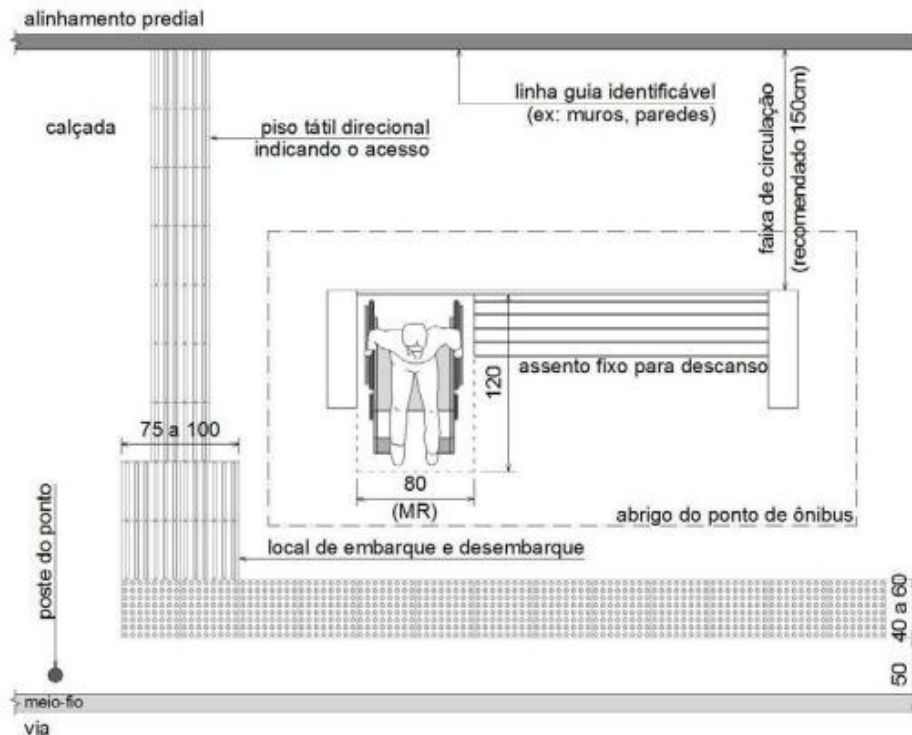 alinhamento predial
linha guia identificável
(ex: muros, paredes)
faixa de circulação
(recomendado 150cm)
calçada
piso tátil direcional
indicando o acesso
assento fixo para descanso
120
75 a 100
80
(MR)
abrigo do ponto de ônibus
poste do ponto
local de embarque e desembarque
40 a 60
50
meio-fio
via